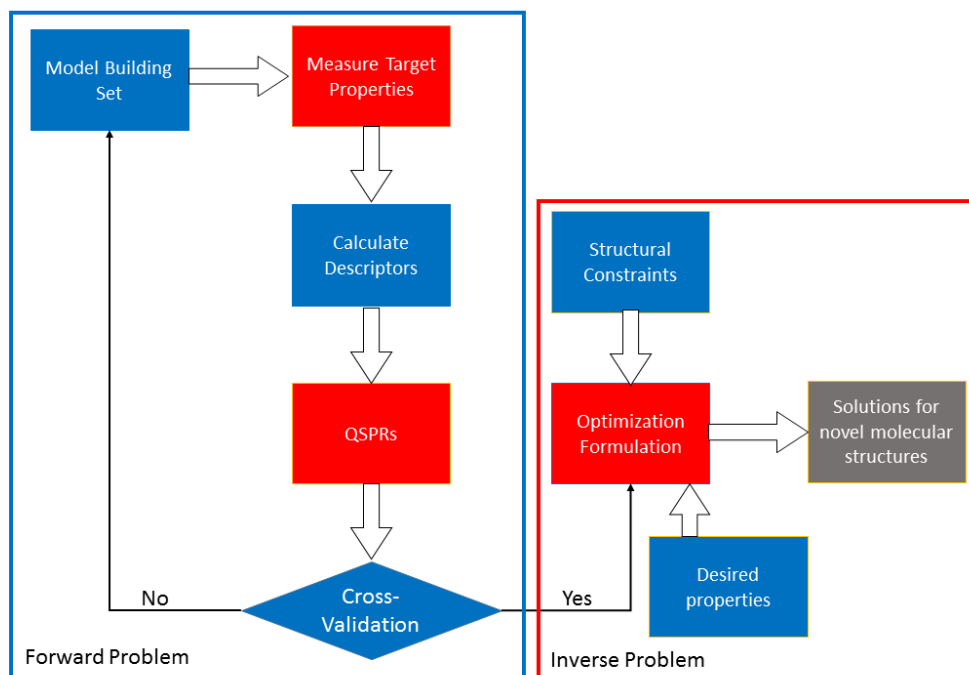 Model Building
Set
Measure Target
Properties
Calculate
Descriptors
QSPRs
Cross-
Validation
No
Yes
Forward Problem
Structural
Constraints
Optimization
Formulation
Solutions for
novel molecular
structures
Desired
properties
Inverse Problem